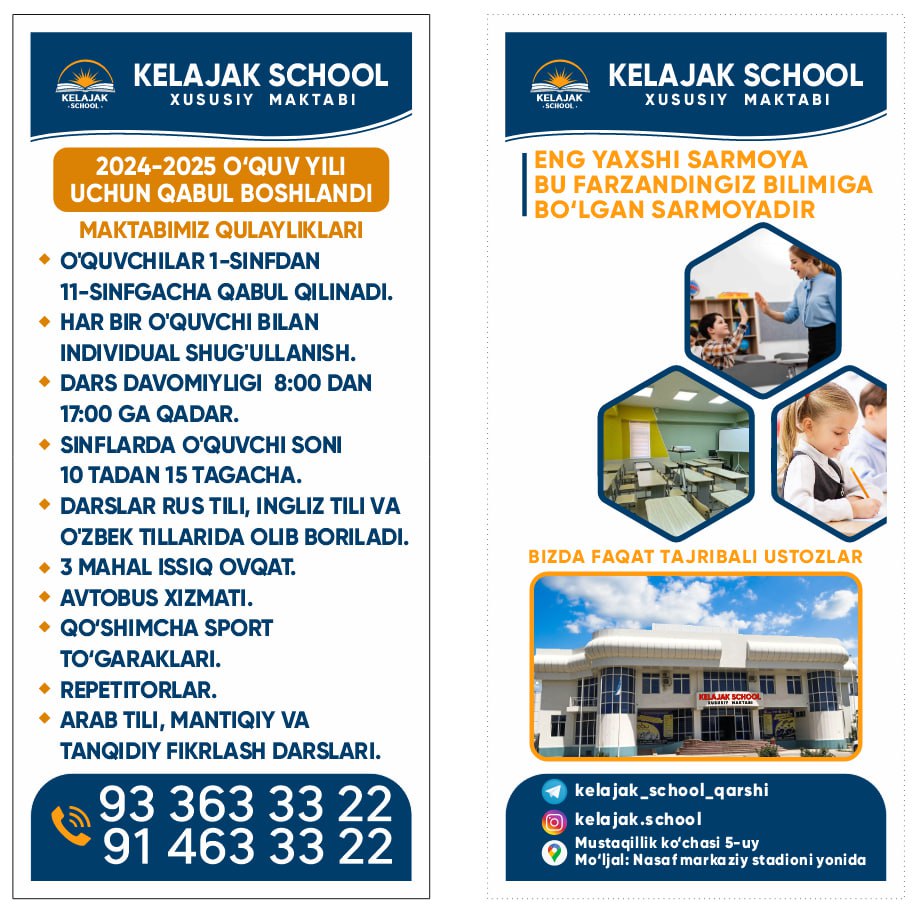 KELAJAK
· SCHOOL ·
KELAJAK SCHOOL
XUSUSIY MAKTABI
2024-2025 O‘QUV YILI
UCHUN QABUL BOSHLANDI
MAKTABIMIZ QULAYLIKLARI
O'QUVCHILAR 1-SINFDAN
11-SINFGACHA QABUL QILINADI.
HAR BIR O'QUVCHI BILAN
INDIVIDUAL SHUG'ULLANISH.
DARS DAVOMIYLIGI 8:00 DAN
17:00 GA QADAR.
SINFLARDA O'QUVCHI SONI
10 TADAN 15 TAGACHA.
DARSLAR RUS TILI, INGLIZ TILI VA
O'ZBEK TILLARIDA OLIB BORILADI.
3 MAHAL ISSIQ OVQAT.
AVTOBUS XIZMATI.
QO‘SHIMCHA SPORT
TO‘GARAKLARI.
REPETITORLAR.
ARAB TILI, MANTIQIY VA
TANQIDIY FIKRLASH DARSLARI.
93 363 33 22
91 463 33 22
KELAJAK
· SCHOOL ·
KELAJAK SCHOOL
XUSUSIY MAKTABI
ENG YAXSHI SARMOYA
BU FARZANDINGIZ BILIMIGA
BO‘LGAN SARMOYADIR
BIZDA FAQAT TAJRIBALI USTOZLAR
KELAJAK SCHOOL
XUSUSIY MAKTABI
kelajak_school_qarshi
kelajak.school
Mustaqillik ko‘chasi 5-uy
Mo‘ljal: Nasaf markaziy stadioni yonida